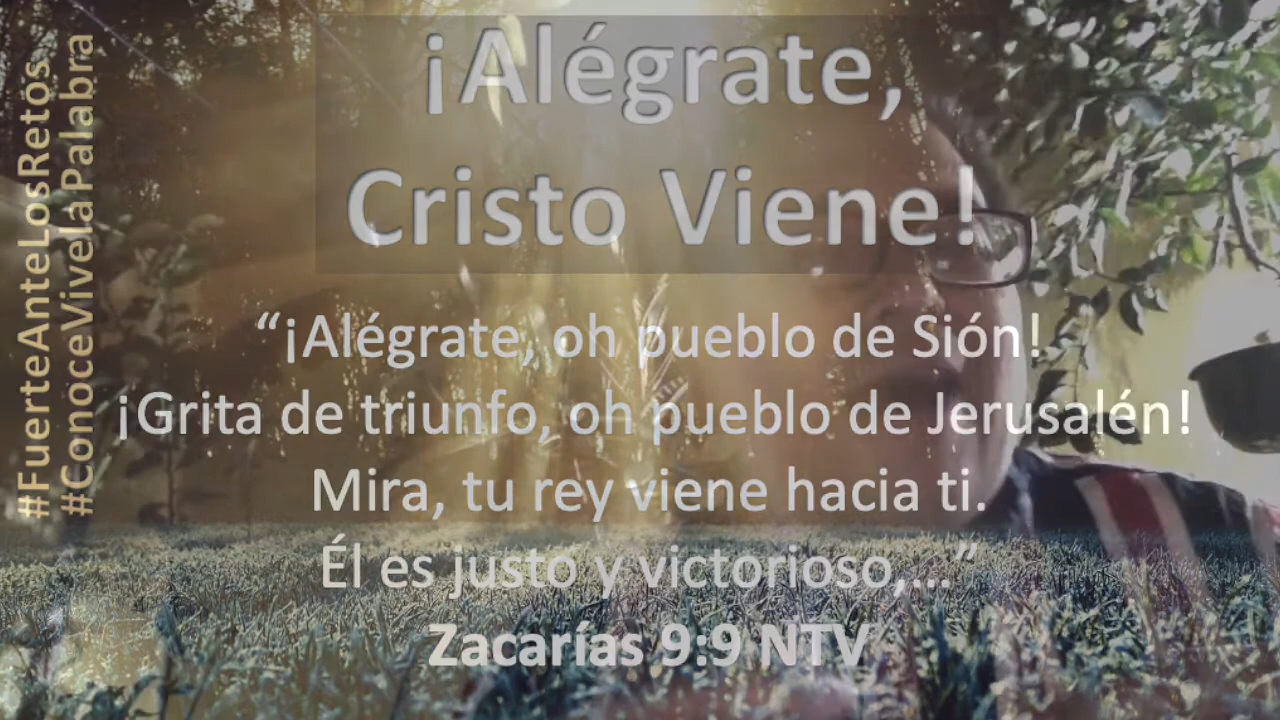 ¡Alégrate,
Cristo Viene!
“¡Alégrate, oh pueblo de Sión!
¡Grita de triunfo, oh pueblo de Jerusalén!
Mira, tu rey viene hacia ti.
Él es justo y victorioso,...”
Zacarías 9:9 NTV
#FuerteAnteLosRetos
#ConoceVivelaPalabra